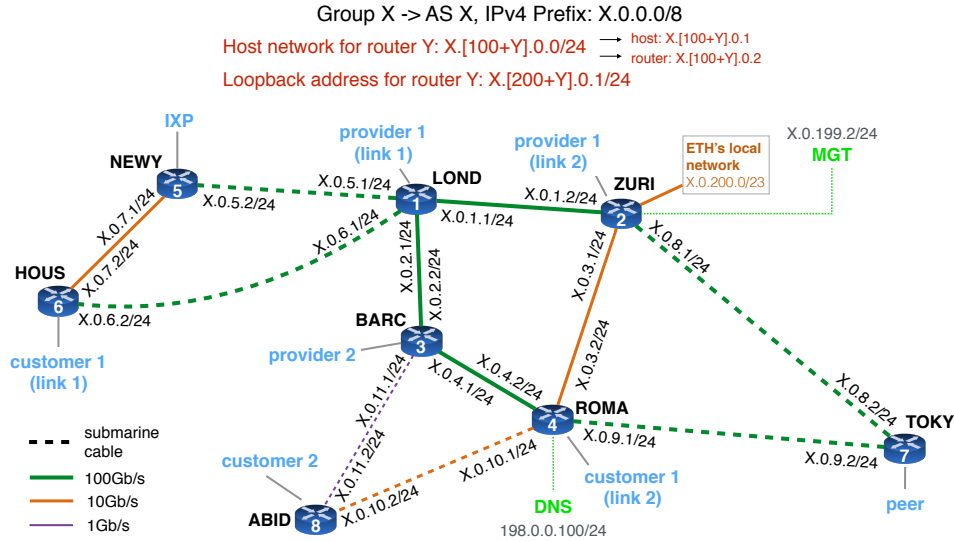 Group X -> AS X, IPv4 Prefix: X.0.0.0/8
Host network for router Y: X.[100+Y].0.0/24
host: X.[100+Y].0.1
router: X.[100+Y].0.2
Loopback address for router Y: X.[200+Y].0.1/24
IXP
NEWY
5
X.0.5.1/24
X.0.5.2/24
X.0.7.1/24
X.0.7.2/24
provider 1
(link 1)
LOND
1
X.0.1.2/24
X.0.1.1/24
provider 1
(link 2)
ZURI
2
ETH's local
network
X.0.200.0/23
X.0.199.2/24
MGT
HOUS
6
X.0.6.1/24
X.0.6.2/24
customer 1
(link 1)
X.0.2.1/24
X.0.2.2/24
X.0.3.1/24
X.0.3.2/24
X.0.8.1/24
X.0.8.2/24
BARC
3
provider 2
X.0.4.2/24
X.0.4.1/24
ROMA
4
X.0.9.1/24
X.0.9.2/24
TOKY
7
peer
customer 1
(link 2)
DNS
198.0.0.100/24
X.0.11.1/24
X.0.11.2/24
X.0.10.1/24
X.0.10.2/24
customer 2
ABID
8
submarine
cable
100Gb/s
10Gb/s
1Gb/s